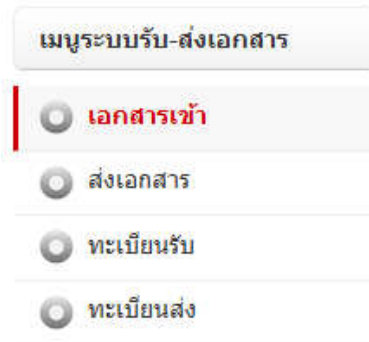 เมนูระบบรับ-ส่งเอกสาร
เอกสารเข้า
ส่งเอกสาร
ทะเบียนรับ
ทะเบียนส่ง